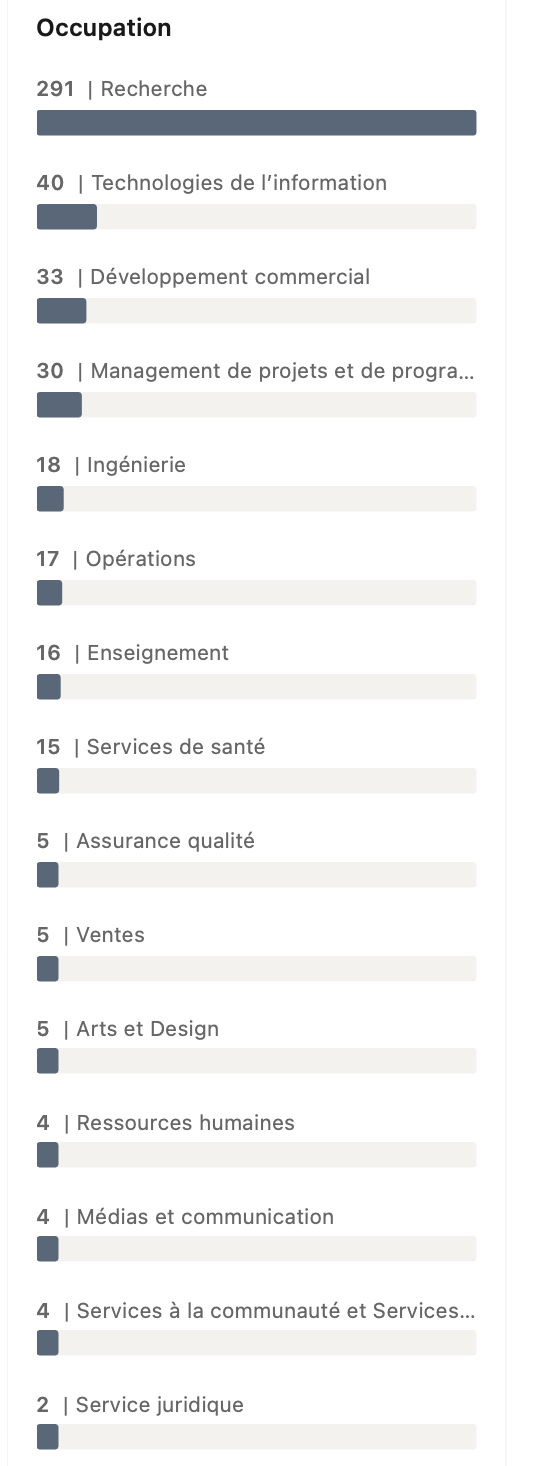 Occupation
291 | Recherche
40 | Technologies de l’information
33 | Développement commercial
30 | Management de projets et de progra...
18 | Ingénierie
17 | Opérations
16 | Enseignement
15 | Services de santé
5 | Assurance qualité
5 | Ventes
5 | Arts et Design
4 | Ressources humaines
4 | Médias et communication
4 | Services à la communauté et Services...
2 | Service juridique